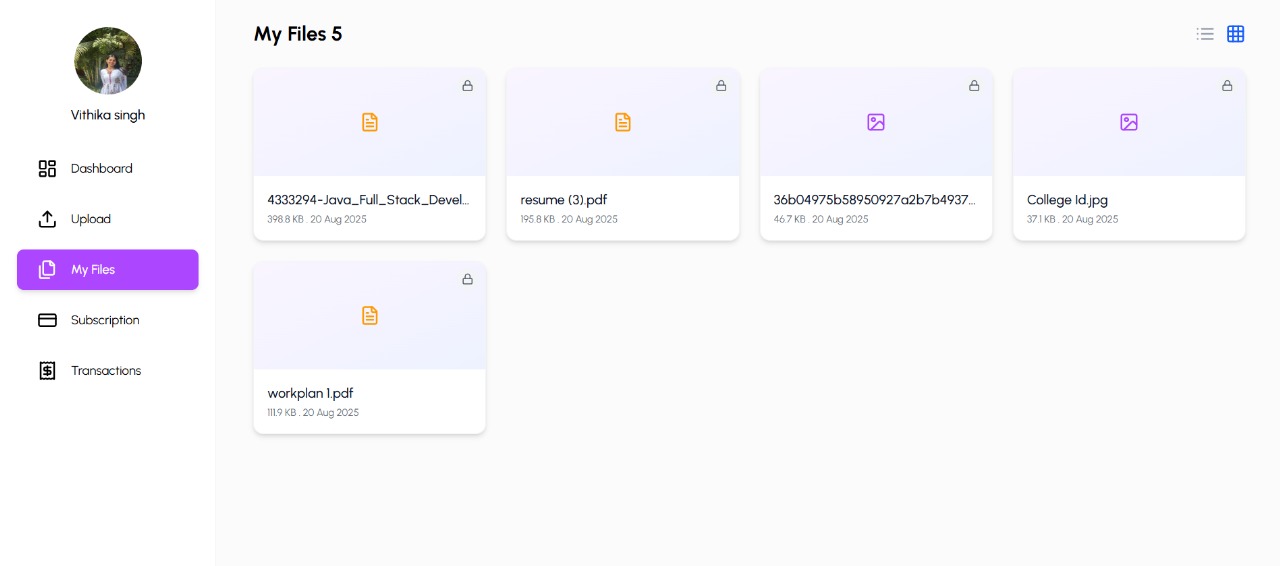 Vithika singh
Dashboard
Upload
My Files
Subscription
Transactions
My Files 5
4333294-Java_Full_Stack_Devel...
398.8 KB . 20 Aug 2025
resume (3).pdf
195.8 KB . 20 Aug 2025
36b04975b58950927a2b7b4937...
46.7 KB . 20 Aug 2025
College Id.jpg
37.1 KB . 20 Aug 2025
workplan 1.pdf
111.9 KB . 20 Aug 2025